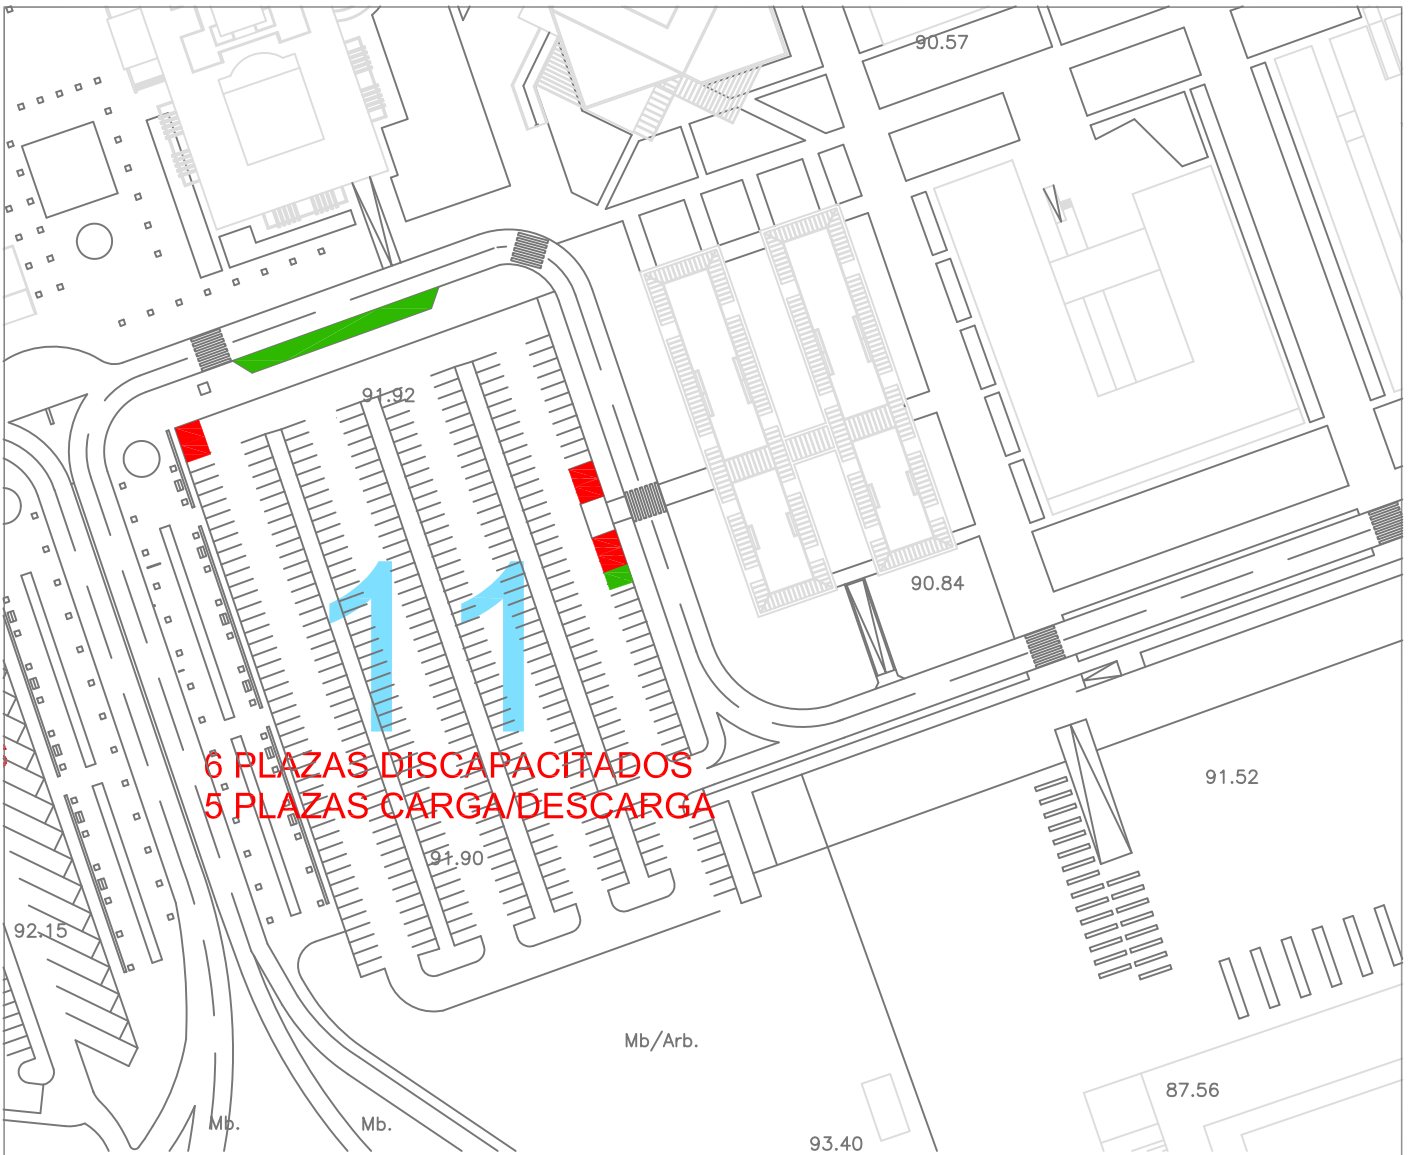 90.57
91.92
90.84
11
6 PLAZAS DISCAPACITADOS
5 PLAZAS CARGA/DESCARGA
91.52
91.90
92.15
Mb/Arb.
87.56
Mb.
Mb.
93.40